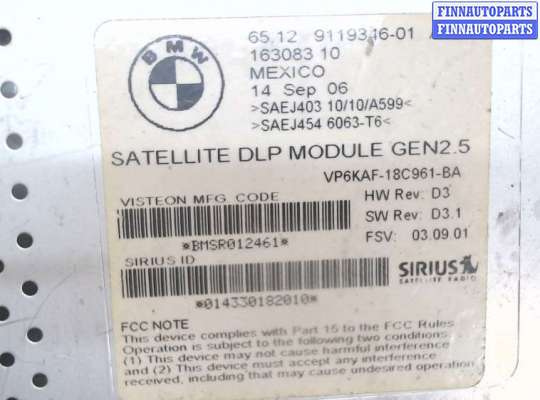 FINNAUTOPARTS
FINNAUTOPARTS
BMW
65.12 9119346-01
163083 10
MEXICO
14 Sep 06
>SAEJ403 10/10/A599<
>SAEJ454 6063-T6<
SATELLITE DLP MODULE GEN2.5
VP6KAF-18C961-BA
VISTEON MFG CODE
HW Rev: D3
SW Rev: D3.1
*BMSR012461*
FSV: 03.09.01
SIRIUS ID
SIRIUS
SATELLITE RADIO
*014330182010*
FCC NOTE
This device complies with Part 15 to the FCC Rules
Operation is subject to the following two conditions
(1) This device may not cause harmful interference
and (2) This device must accept any interference
received, including that may cause undesired operation